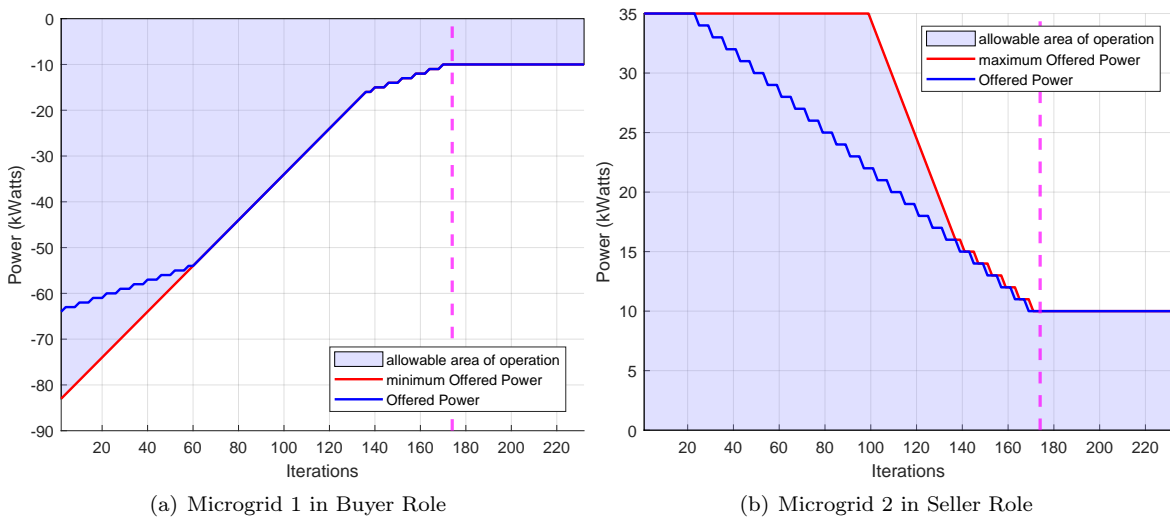 0
-10
-20
-30
-40
-50
-60
-70
-80
-90
Power (kWatts)
20 40 60 80 100 120 140 160 180 200 220
Iterations
allowable area of operation
minimum Offered Power
Offered Power
(a) Microgrid 1 in Buyer Role
35
30
25
20
15
10
5
0
Power (kWatts)
20 40 60 80 100 120 140 160 180 200 220
Iterations
allowable area of operation
maximum Offered Power
Offered Power
(b) Microgrid 2 in Seller Role